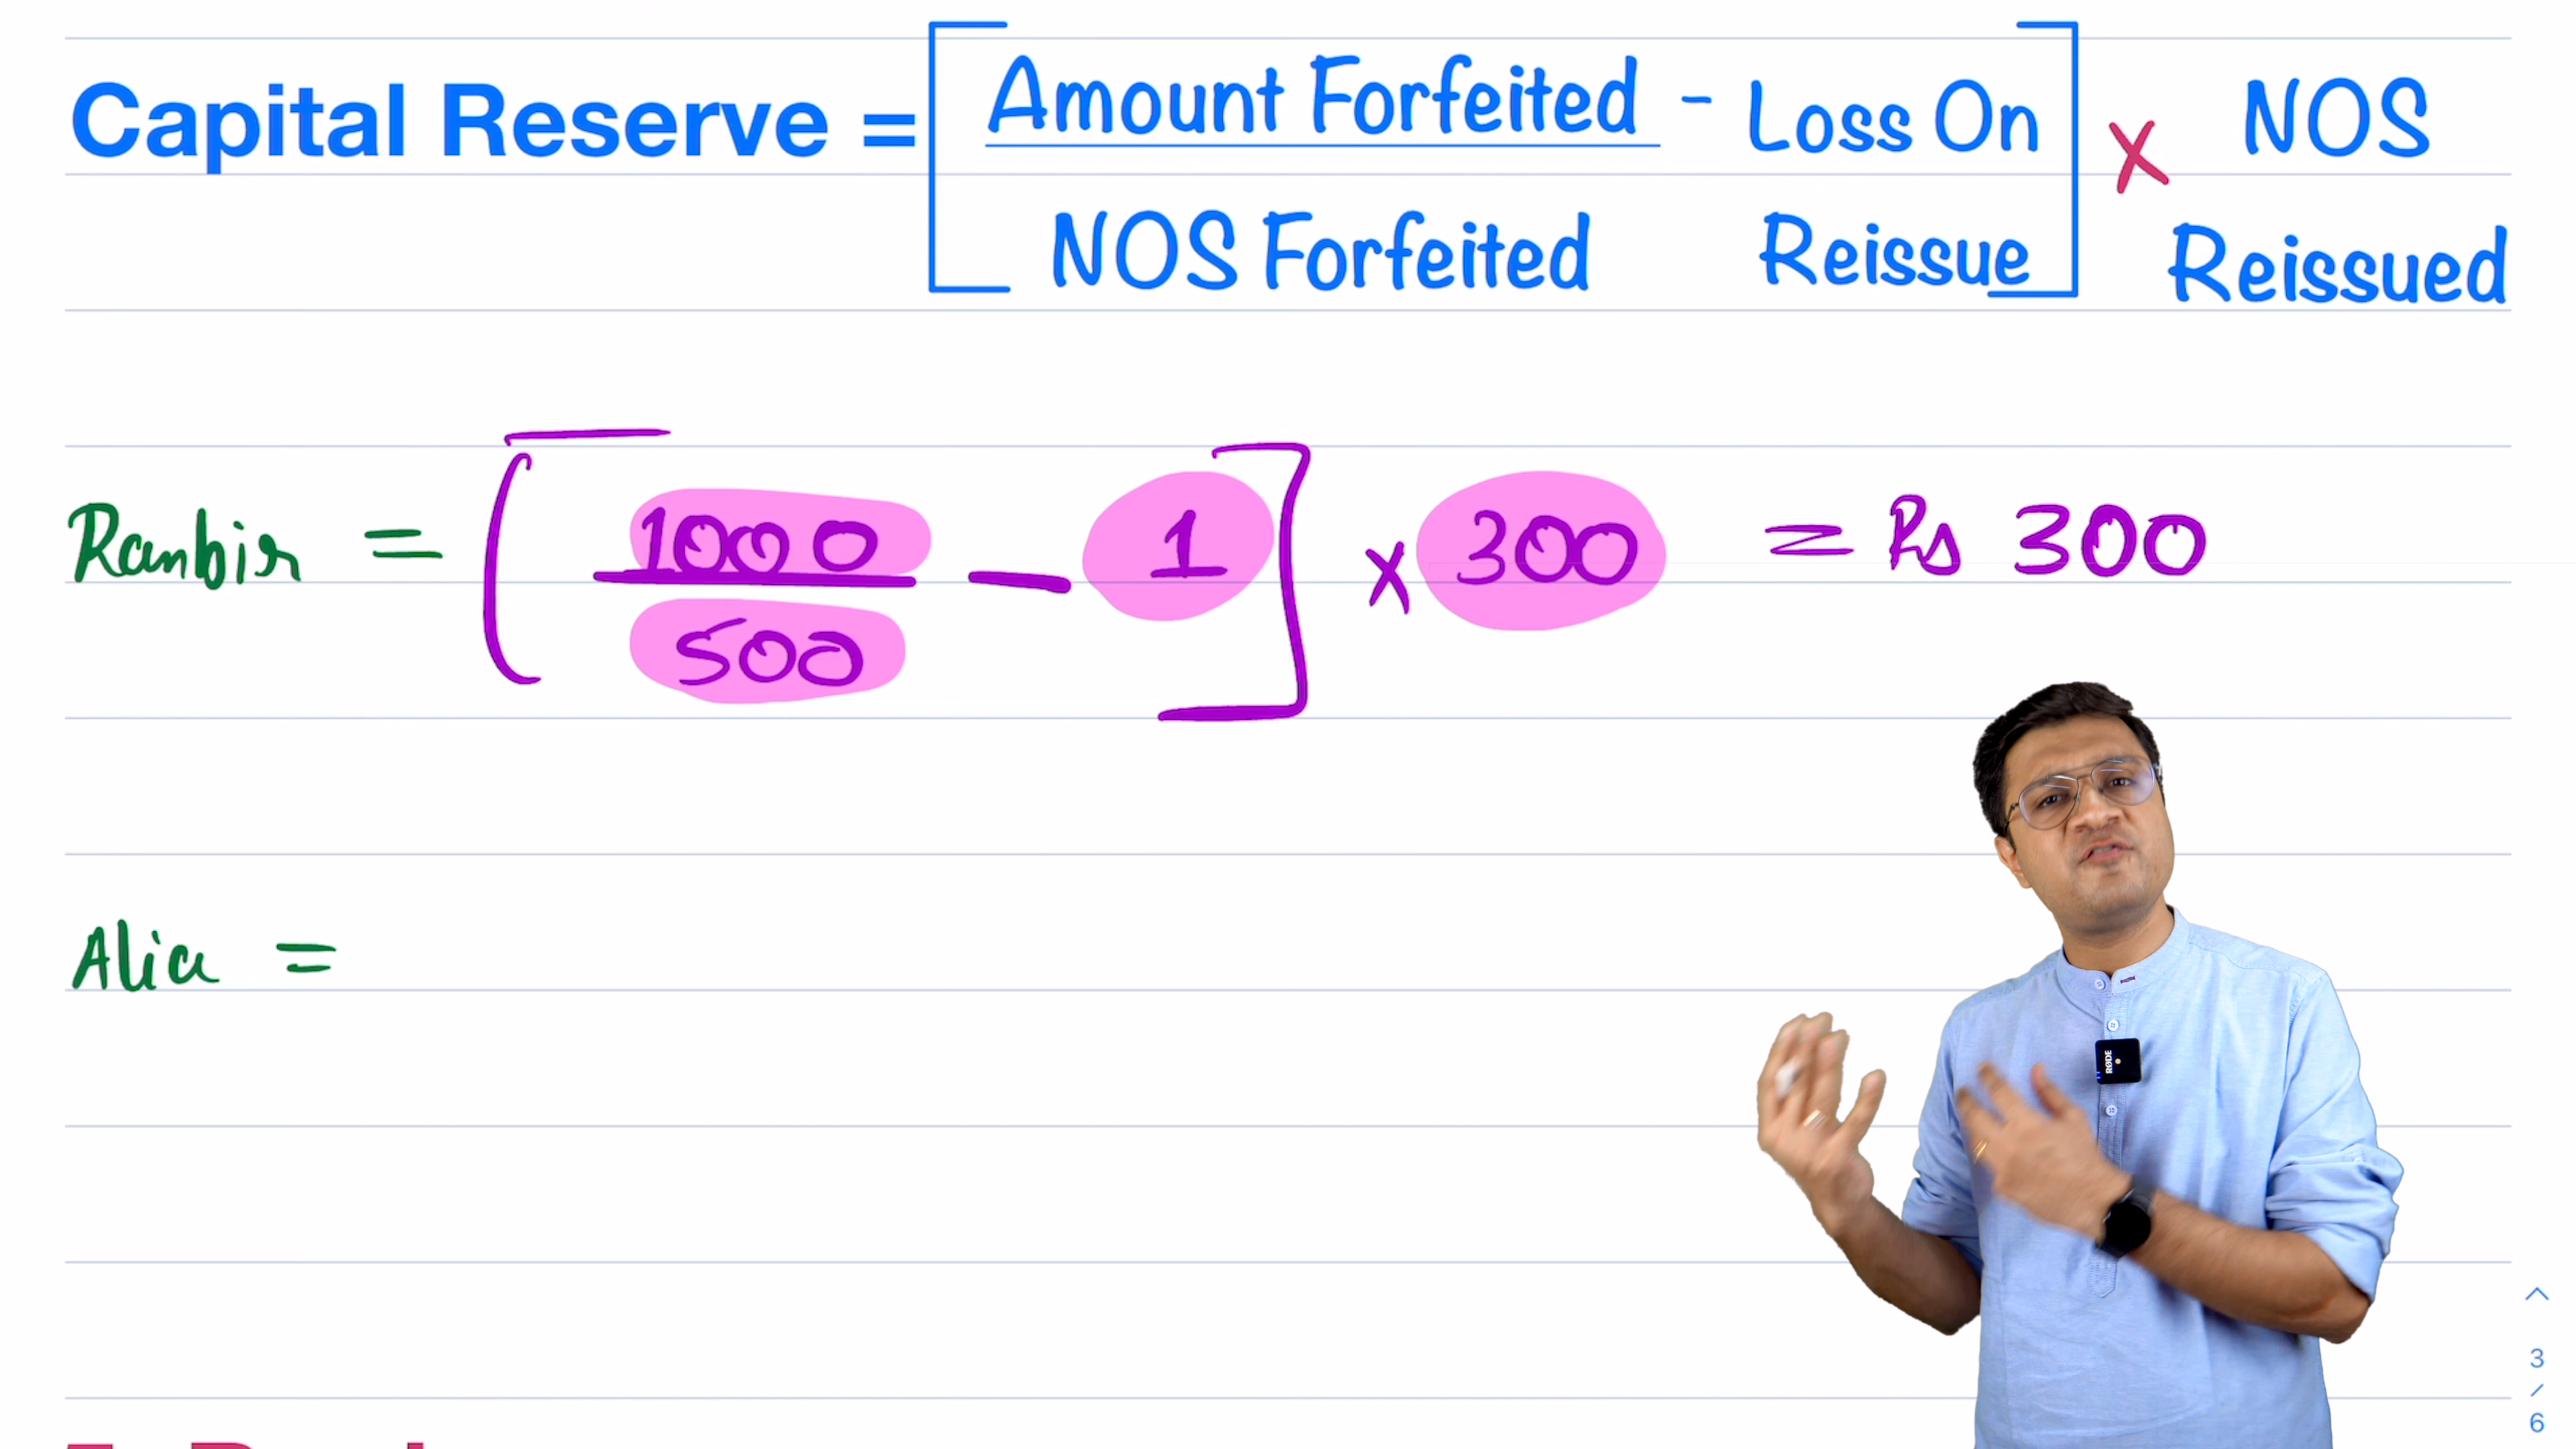 Capital Reserve = [ Amount Forfeited - Loss On ] x NOS
NOS Forfeited Reissue Reissued
Ranbir = [ 1000 - 1 ] x 300 = Rs 300
500
Alia =
RØDE
3
/
6